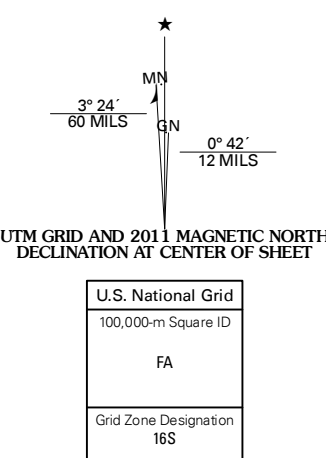 ★
MN
3° 24´
60 MILS
GN
0° 42´
12 MILS
UTM GRID AND 2011 MAGNETIC NORTH
DECLINATION AT CENTER OF SHEET
U.S. National Grid
100,000-m Square ID
FA
Grid Zone Designation
16S